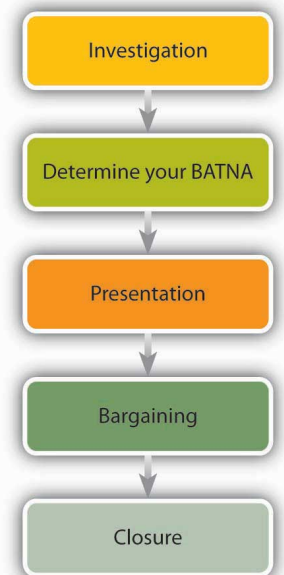 Investigation
Determine your BATNA
Presentation
Bargaining
Closure